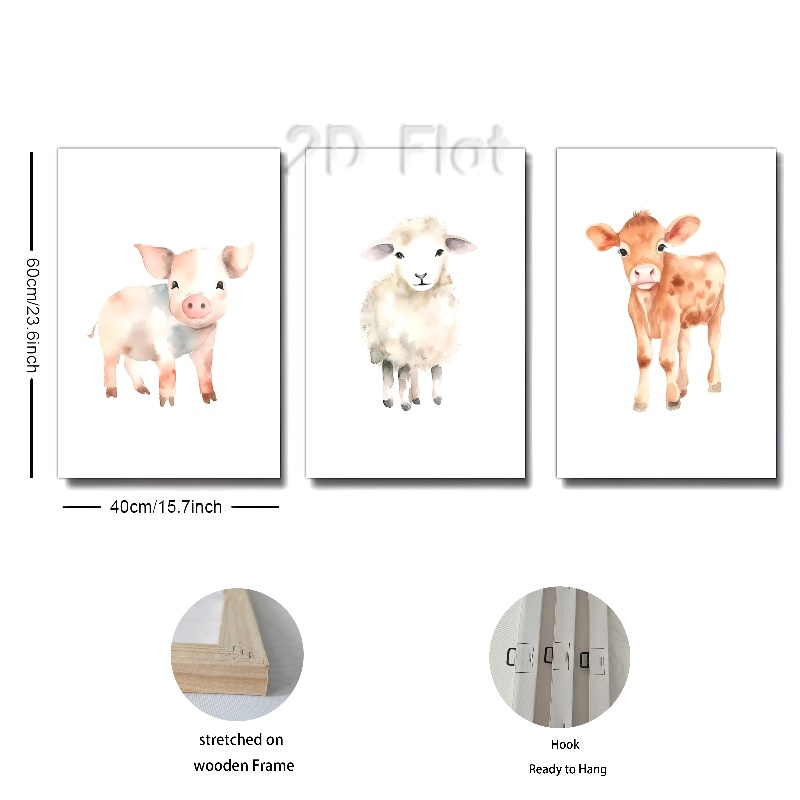 2D Flat
60cm/23.6inch
40cm/15.7inch
stretched on
wooden Frame
Hook
Ready to Hang